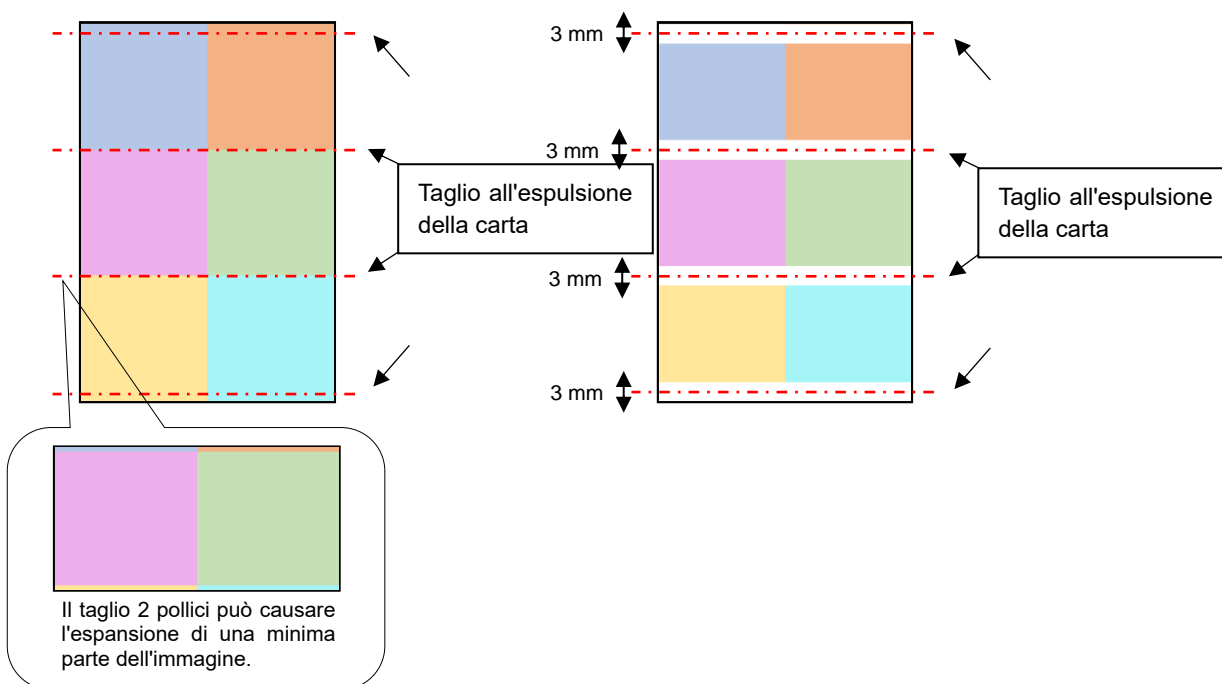 3 mm
3 mm
Taglio all'espulsione
della carta
Taglio all'espulsione
della carta
3 mm
3 mm
Il taglio 2 pollici può causare
l'espansione di una minima
parte dell'immagine.